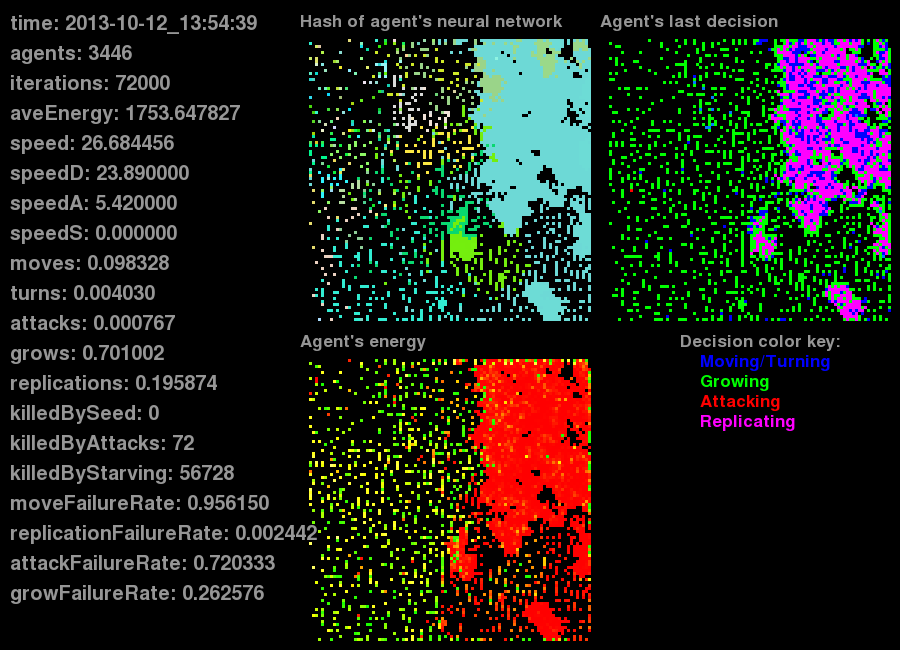 time: 2013-10-12_13:54:39
agents: 3446
iterations: 72000
aveEnergy: 1753.647827
speed: 26.684456
speedD: 23.890000
speedA: 5.420000
speedS: 0.000000
moves: 0.098328
turns: 0.004030
attacks: 0.000767
grows: 0.701002
replications: 0.195874
killedBySeed: 0
killedByAttacks: 72
killedByStarving: 56728
moveFailureRate: 0.956150
replicationFailureRate: 0.002442
attackFailureRate: 0.720333
growFailureRate: 0.262576
Hash of agent's neural network
Agent's last decision
Agent's energy
Decision color key:
Moving/Turning
Growing
Attacking
Replicating